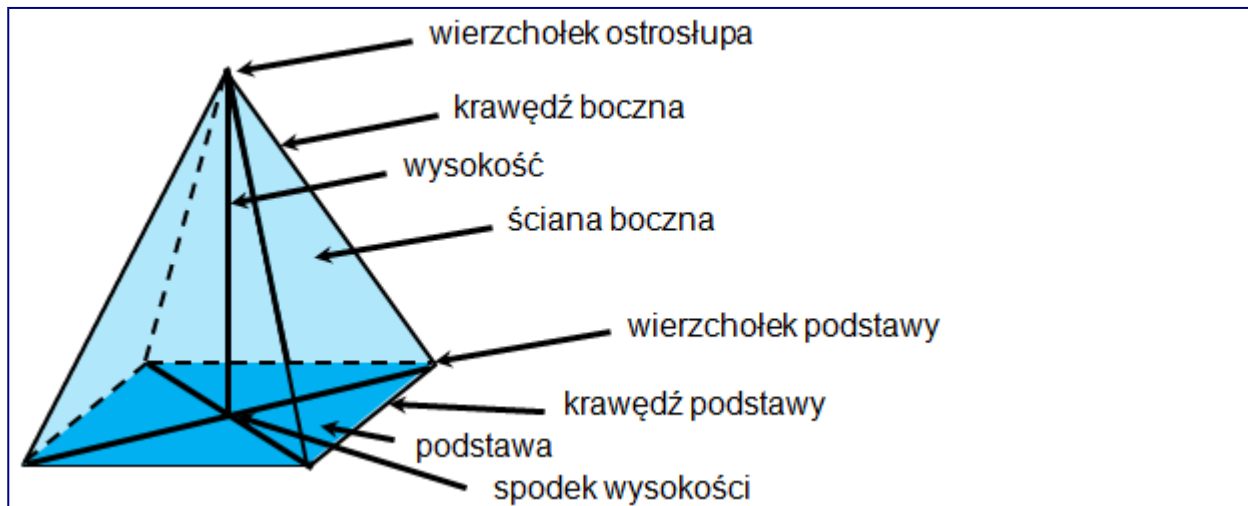 wierzchołek ostrosłupa
krawędź boczna
wysokość
ściana boczna
wierzchołek podstawy
krawędź podstawy
podstawa
spodek wysokości